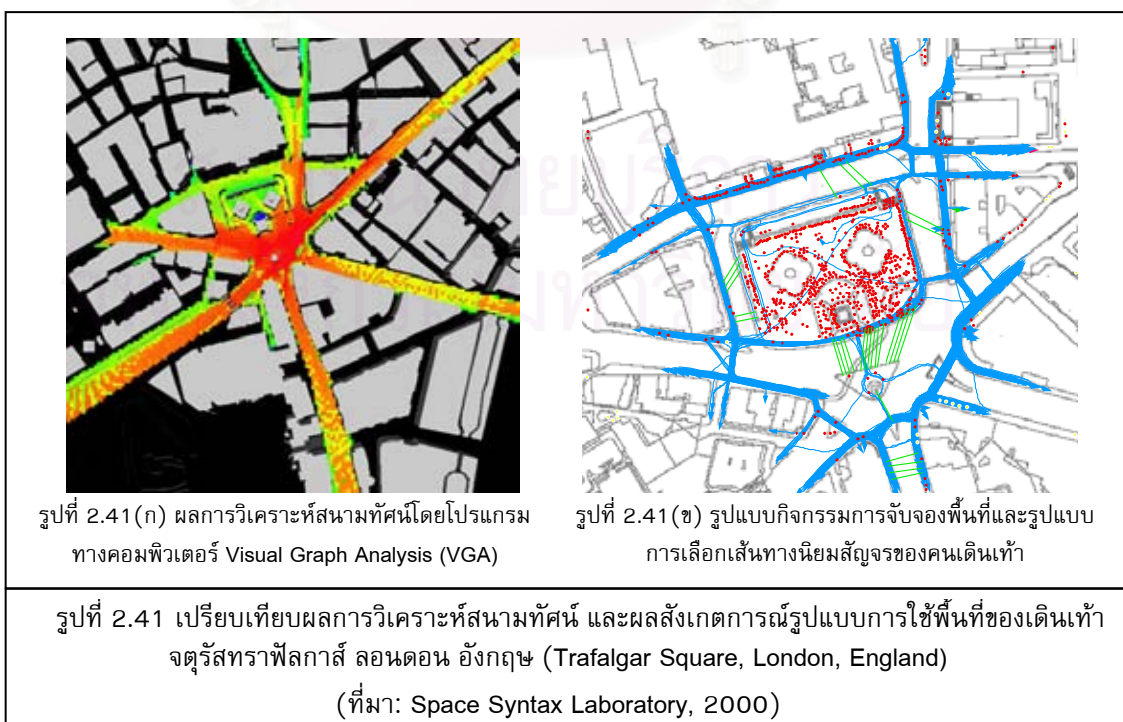 รูปที่ 2.41(ก) ผลการวิเคราะห์สนามทัศน์โดยโปรแกรม
ทางคอมพิวเตอร์ Visual Graph Analysis (VGA)
รูปที่ 2.41(ข) รูปแบบกิจกรรมการจับจองพื้นที่และรูปแบบ
การเลือกเส้นทางนิยมสัญจรของคนเดินเท้า
รูปที่ 2.41 เปรียบเทียบผลการวิเคราะห์สนามทัศน์ และผลสังเกตการณ์รูปแบบการใช้พื้นที่ของเดินเท้า
จตุรัสทราฟัลกาส์ ลอนดอน อังกฤษ (Trafalgar Square, London, England)
(ที่มา: Space Syntax Laboratory, 2000)